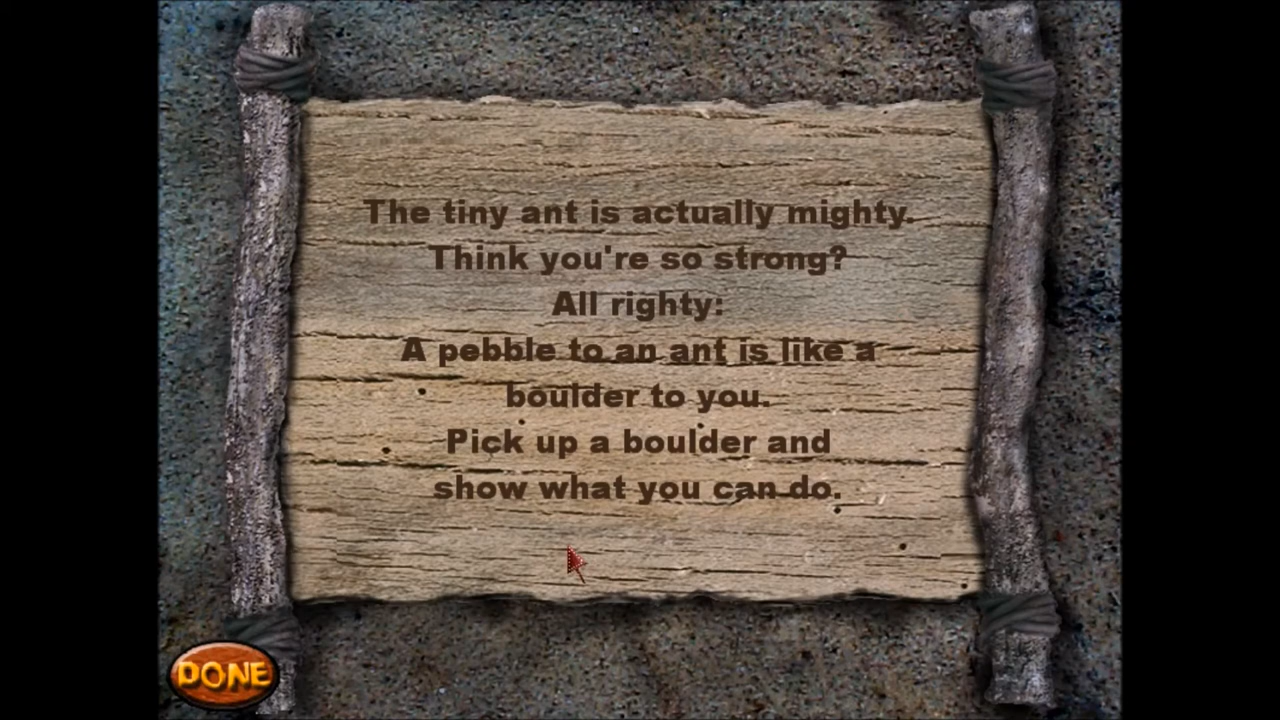 The tiny ant is actually mighty.
Think you're so strong?
All righty:
A pebble to an ant is like a
boulder to you.
Pick up a boulder and
show what you can do.
DONE